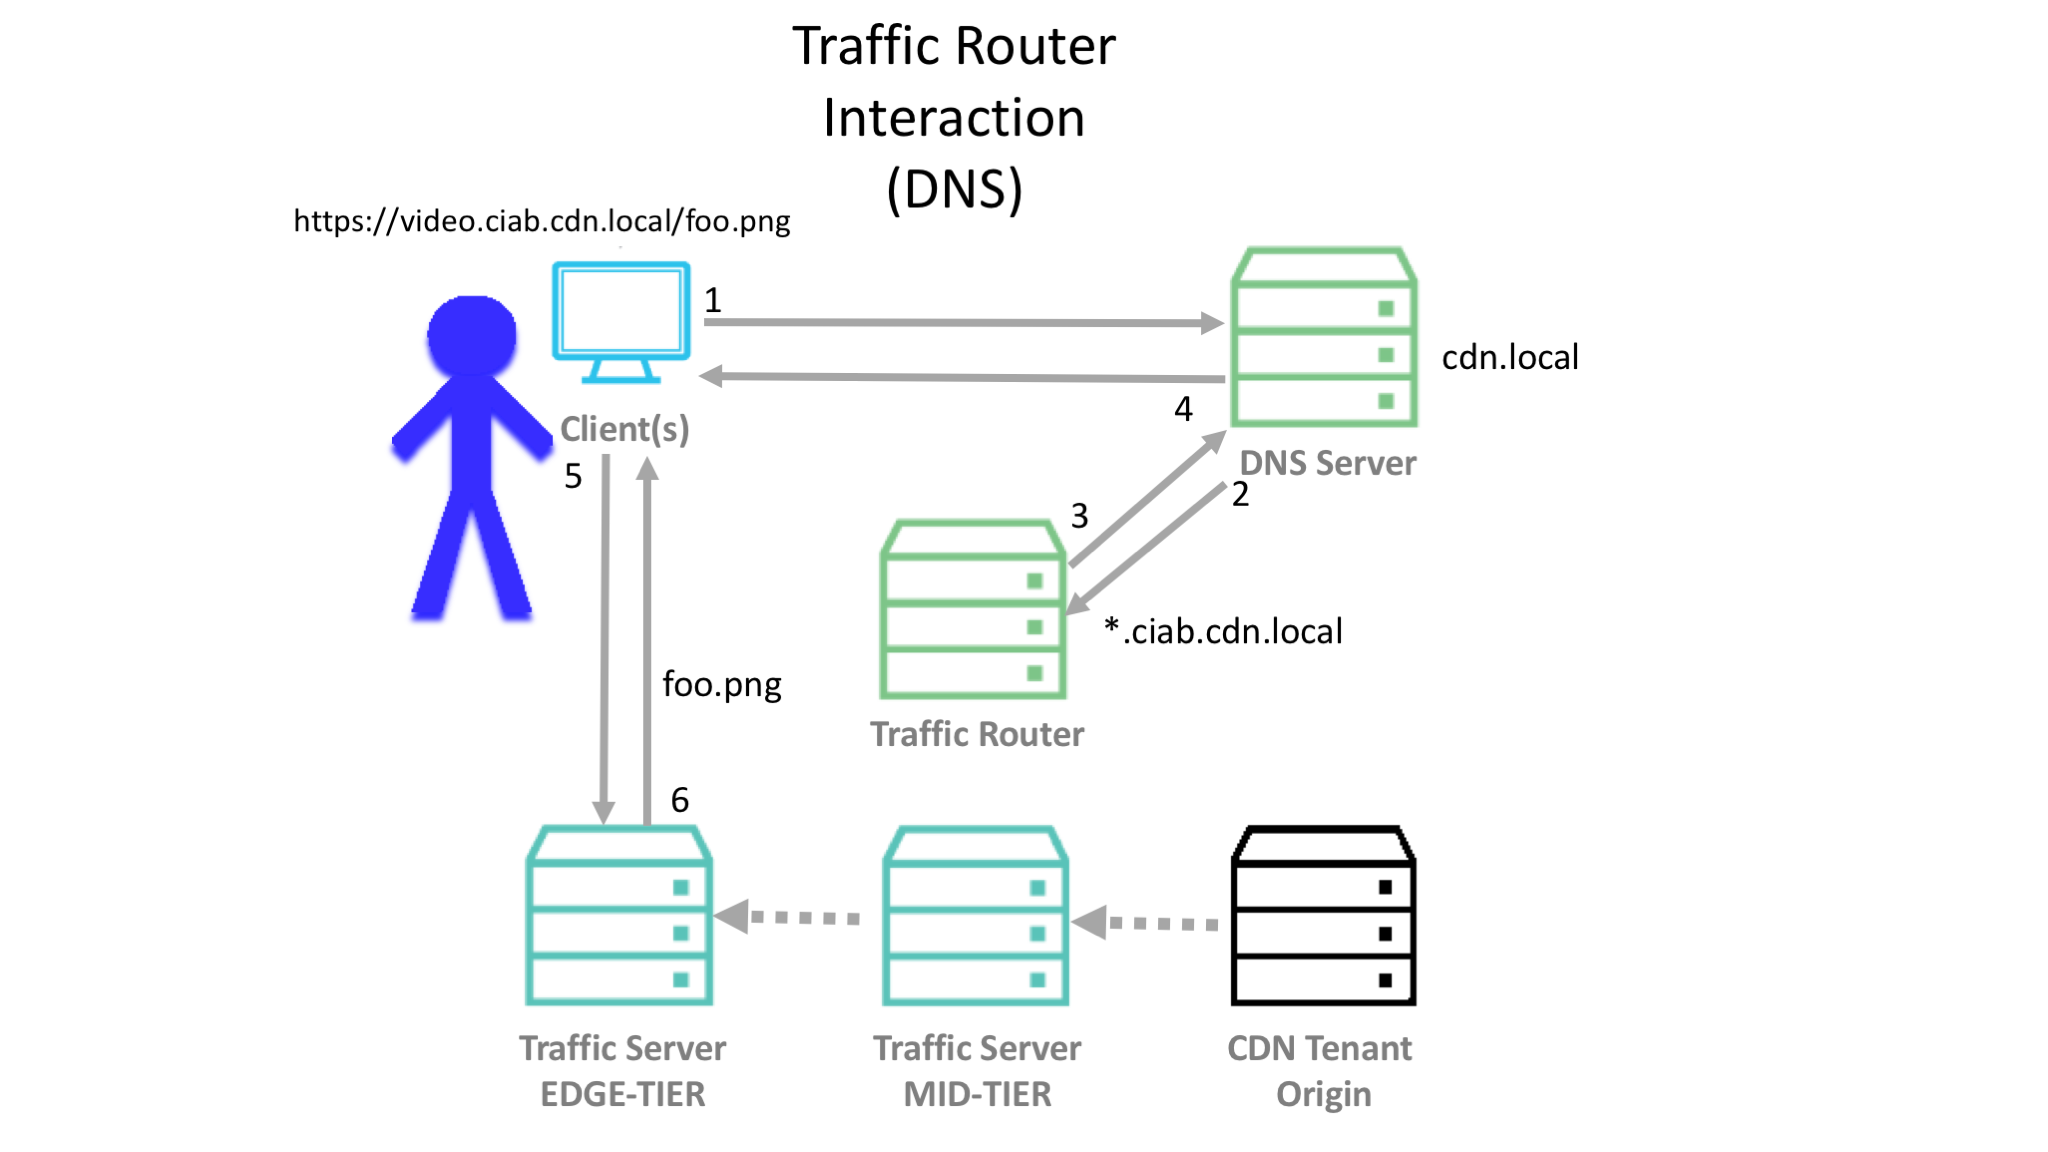 Traffic Router
Interaction
(DNS)
https://video.ciab.cdn.local/foo.png
1
cdn.local
4
Client(s)
DNS Server
5
2
3
*.ciab.cdn.local
foo.png
Traffic Router
6
Traffic Server
EDGE-TIER
Traffic Server
MID-TIER
CDN Tenant
Origin